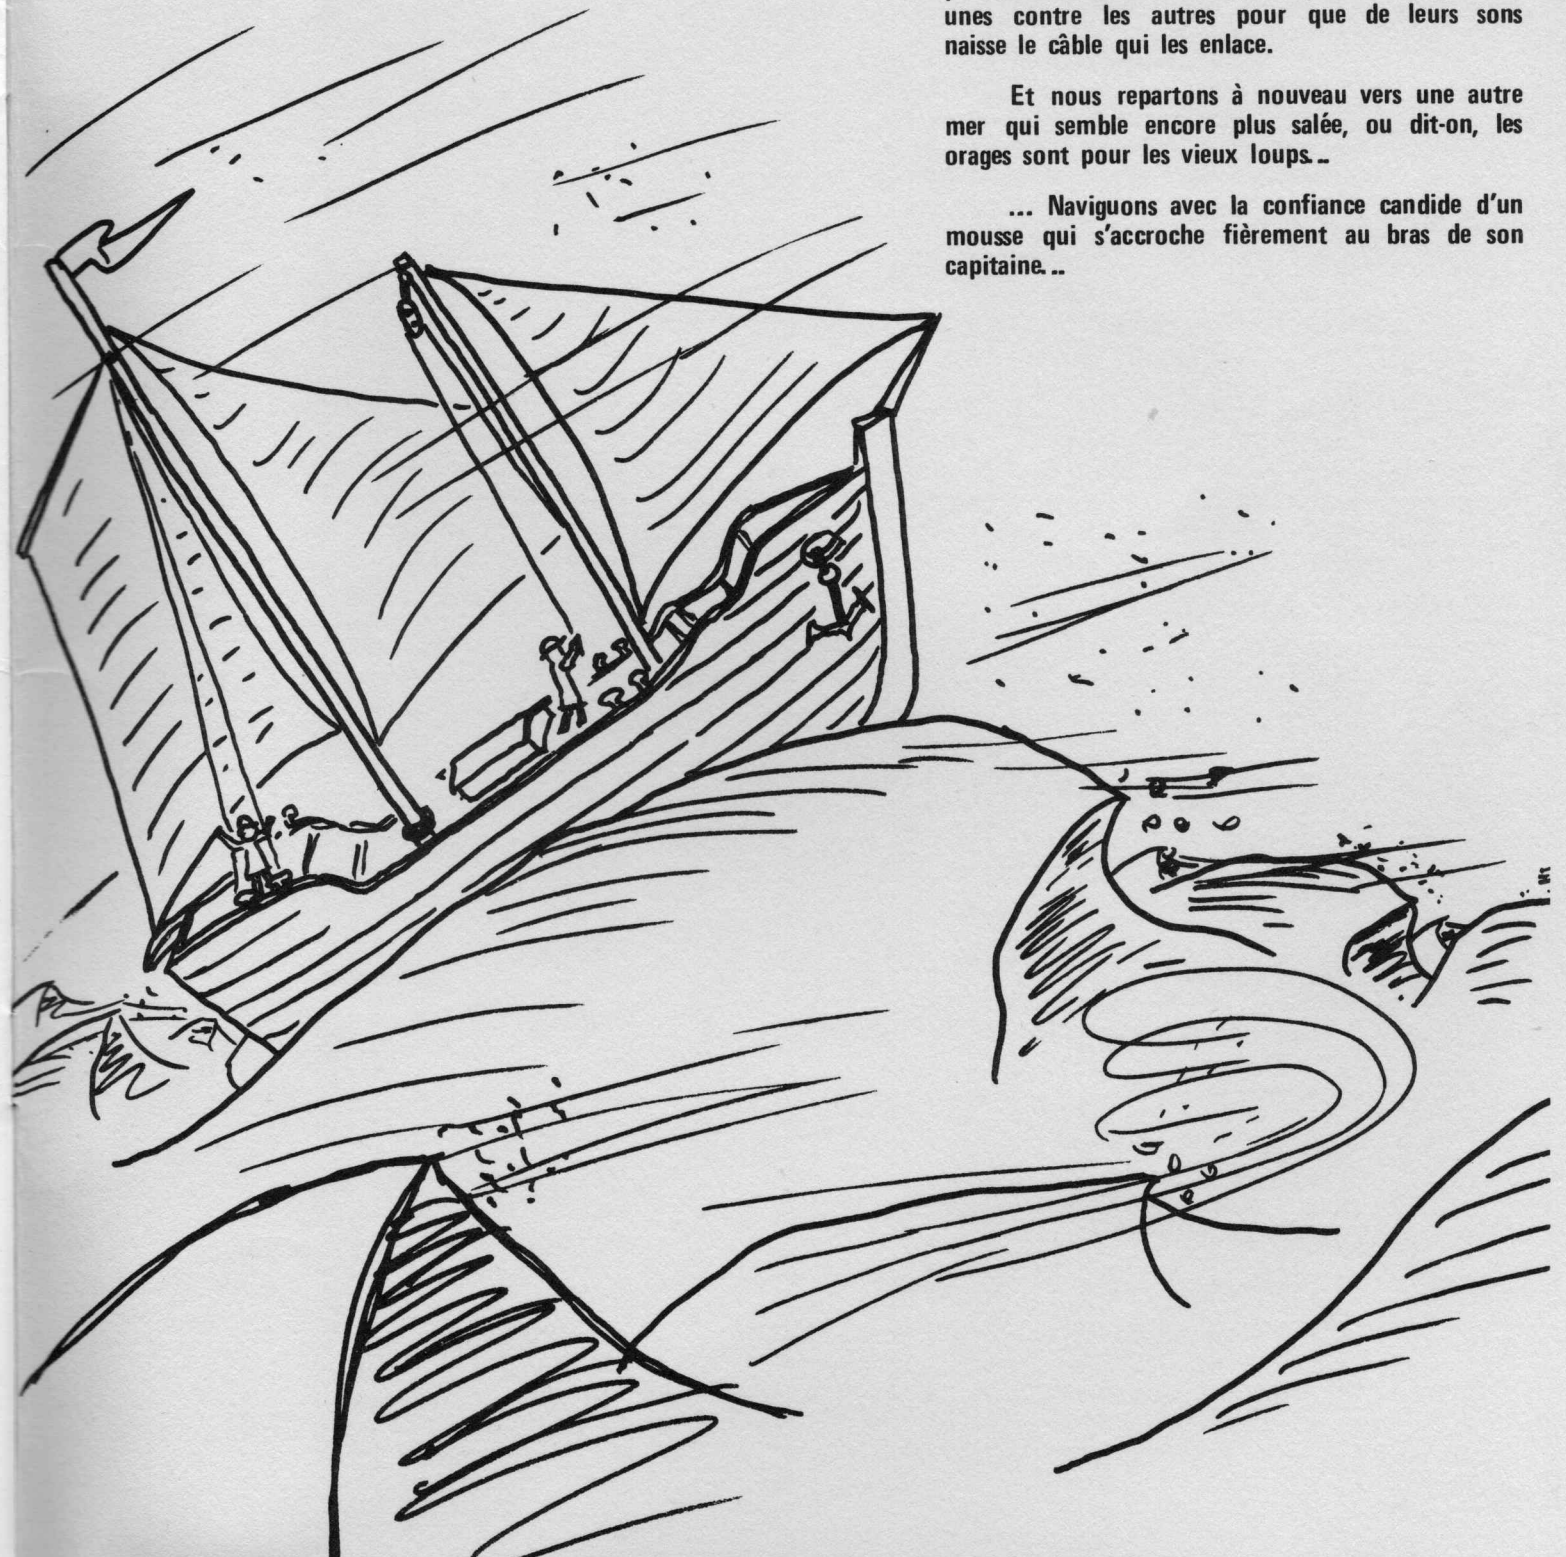 unes contre les autres pour que de leurs sons
naisse le câble qui les enlace.
Et nous repartons à nouveau vers une autre
mer qui semble encore plus salée, ou dit-on, les
orages sont pour les vieux loups...
... Naviguons avec la confiance candide d'un
mousse qui s'accroche fièrement au bras de son
capitaine...